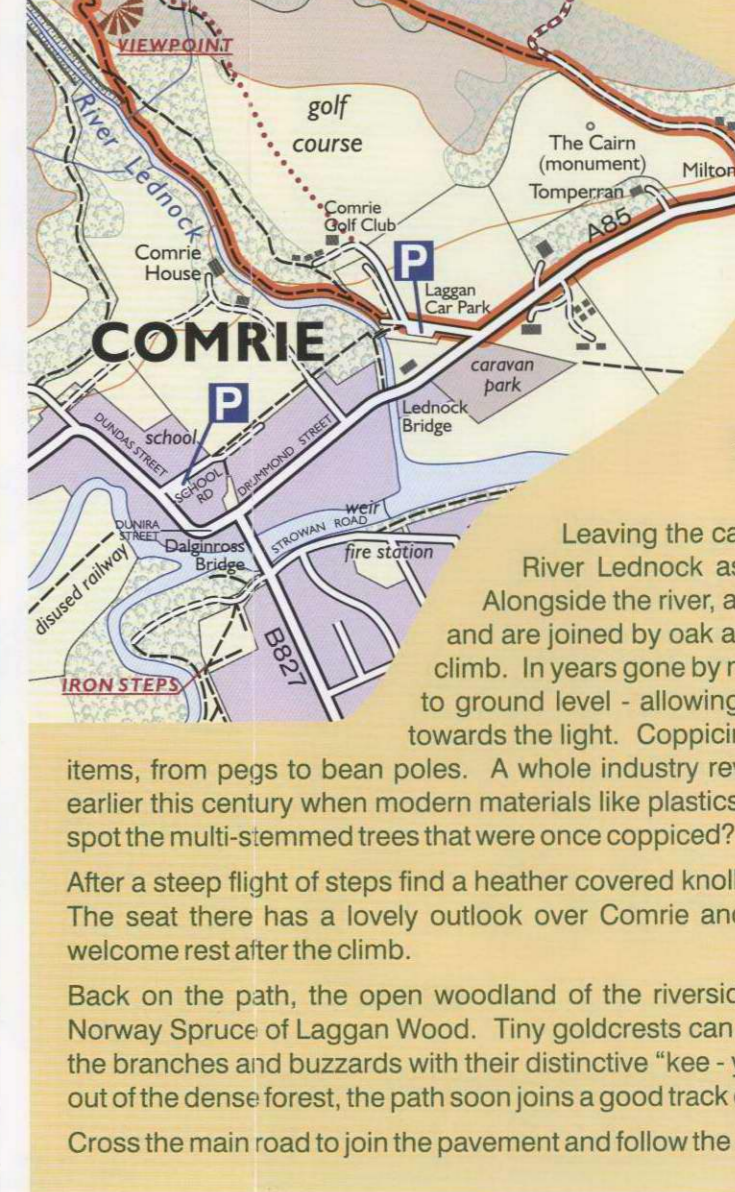 VIEWPOINT
golf
course
River Lednock
The Cairn
(monument)
Milton
Tomperran
A85
Comrie
Golf Club
Comrie
House
P
Laggan
Car Park
COMRIE
caravan
park
P
Lednock
Bridge
DUNDAS STREET
school
SCHOOL
RD
DRUMMOND STREET
weir
DUNIRA
STREET
STROWAN ROAD
Dalginross
Bridge
fire station
disused railway
B827
IRON STEPS
Leaving the ca
River Lednock as
Alongside the river, a
and are joined by oak a
climb. In years gone by
to ground level - allowing
towards the light. Coppici
items, from pegs to bean poles. A whole industry rev
earlier this century when modern materials like plastics
spot the multi-stemmed trees that were once coppiced?
After a steep flight of steps find a heather covered knoll
The seat there has a lovely outlook over Comrie and
welcome rest after the climb.
Back on the path, the open woodland of the riversid
Norway Spruce of Laggan Wood. Tiny goldcrests can
the branches and buzzards with their distinctive “kee - y
out of the dense forest, the path soon joins a good track
Cross the main road to join the pavement and follow the